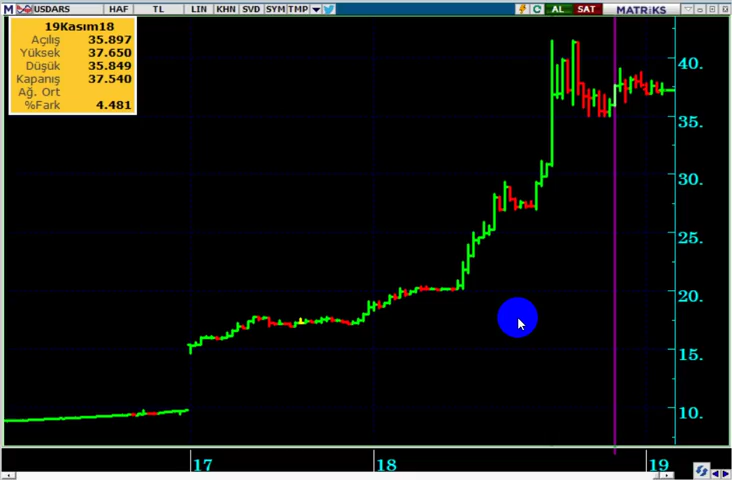 M USDARS HAF TL LIN KHN SVD SYM TMP AL SAT MATRiKS
19Kasım18
Açılış 35.897
Yüksek 37.650
Düşük 35.849
Kapanış 37.540
Ağ. Ort
%Fark 4.481
40.
35.
30.
25.
20.
15.
10.
17 18 19